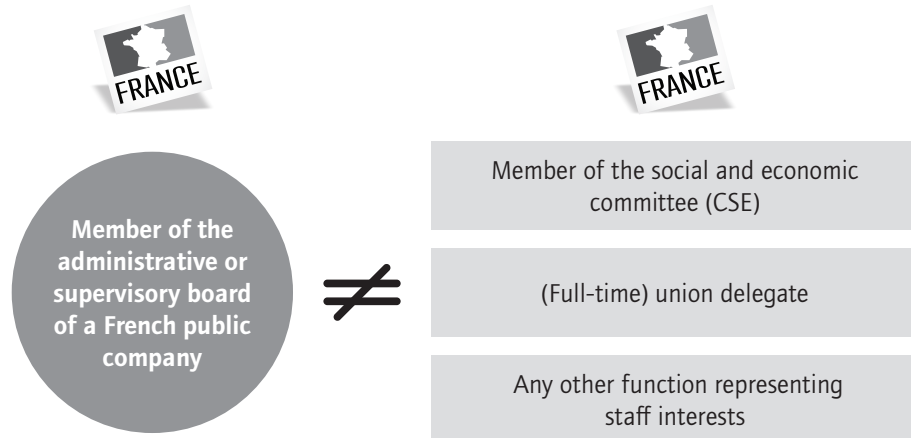 FRANCE
FRANCE
Member of the
administrative or
supervisory board
of a French public
company
≠
Member of the social and economic
committee (CSE)
(Full-time) union delegate
Any other function representing
staff interests